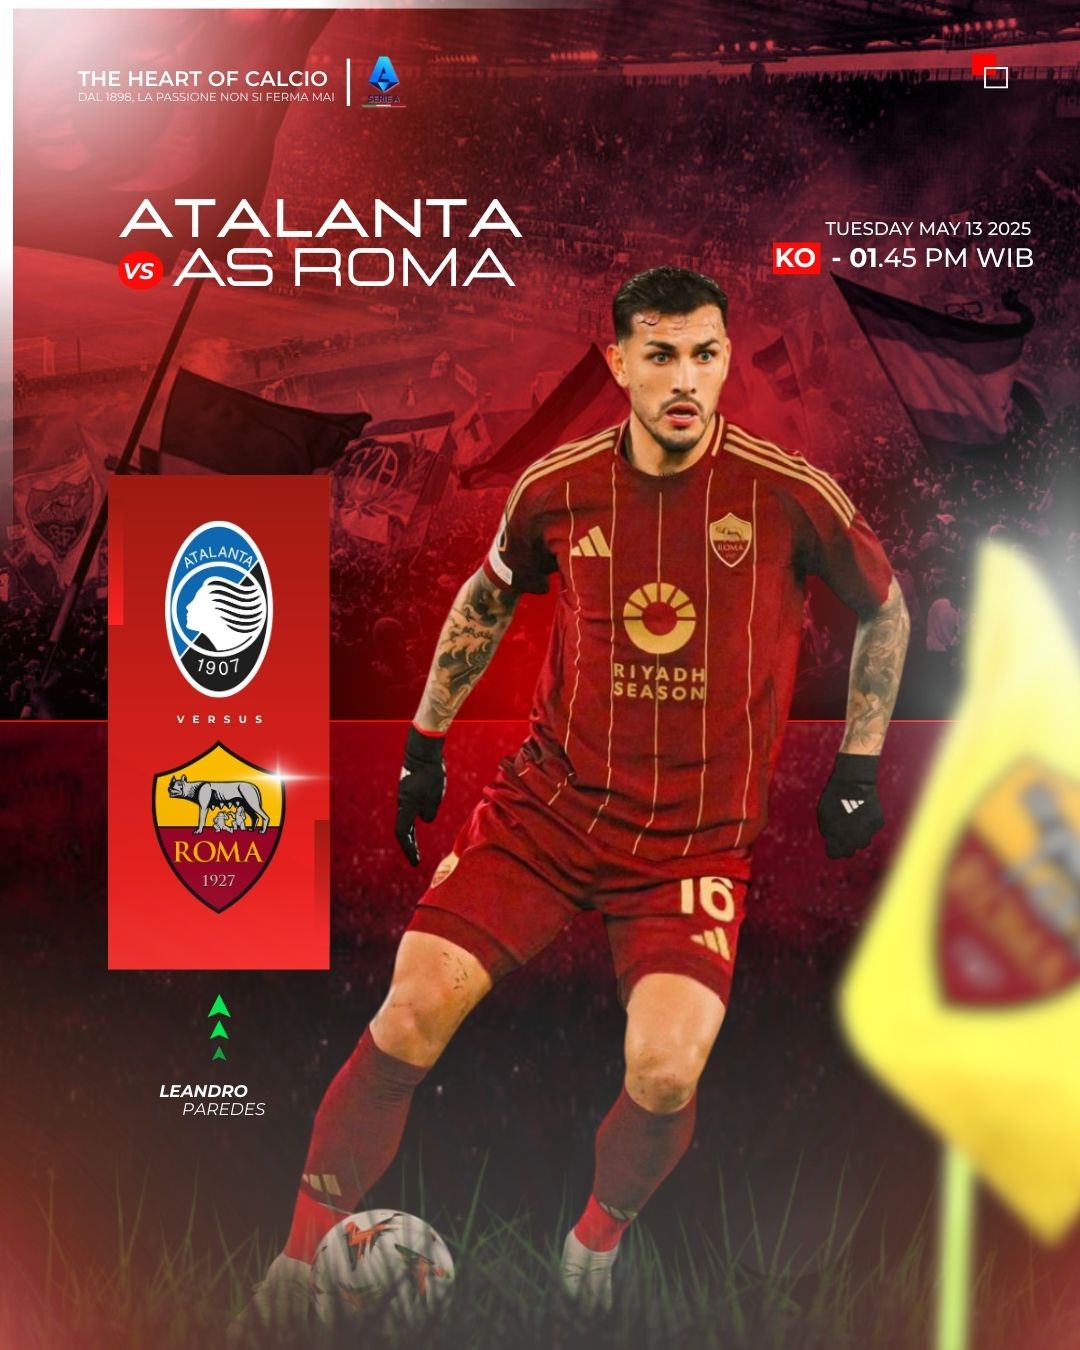 THE HEART OF CALCIO
DAL 1898, LA PASSIONE NON SI FERMA MAI
SERIE A
ATALANTA
VS AS ROMA
TUESDAY MAY 13 2025
KO - 01.45 PM WIB
ROMA
RIYADH
SEASON
16
ATALANTA
1907
VERSUS
ROMA
1927
LEANDRO
PAREDES